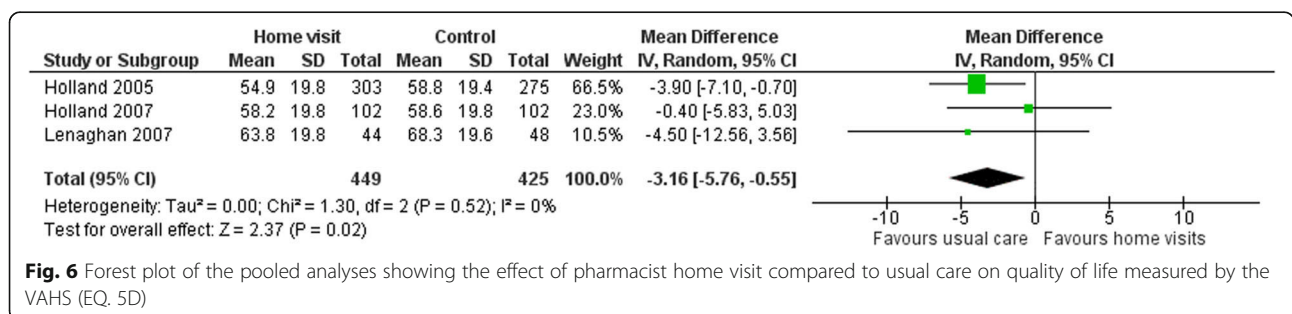 Home visit Control Mean Difference Mean Difference
Study or Subgroup Mean SD Total Mean SD Total Weight IV, Random, 95% CI IV, Random, 95% CI
Holland 2005 54.9 19.8 303 58.8 19.4 275 66.5% -3.90 [-7.10, -0.70]
Holland 2007 58.2 19.8 102 58.6 19.8 102 23.0% -0.40 [-5.83, 5.03]
Lenaghan 2007 63.8 19.8 44 68.3 19.6 48 10.5% -4.50 [-12.56, 3.56]
Total (95% CI) 449 425 100.0% -3.16 [-5.76, -0.55]
Heterogeneity: Tau² = 0.00; Chi² = 1.30, df = 2 (P = 0.52); I² = 0%
Test for overall effect: Z = 2.37 (P = 0.02)
-10 -5 0 5 10
Favours usual care Favours home visits
Fig. 6 Forest plot of the pooled analyses showing the effect of pharmacist home visit compared to usual care on quality of life measured by the
VAHS (EQ. 5D)